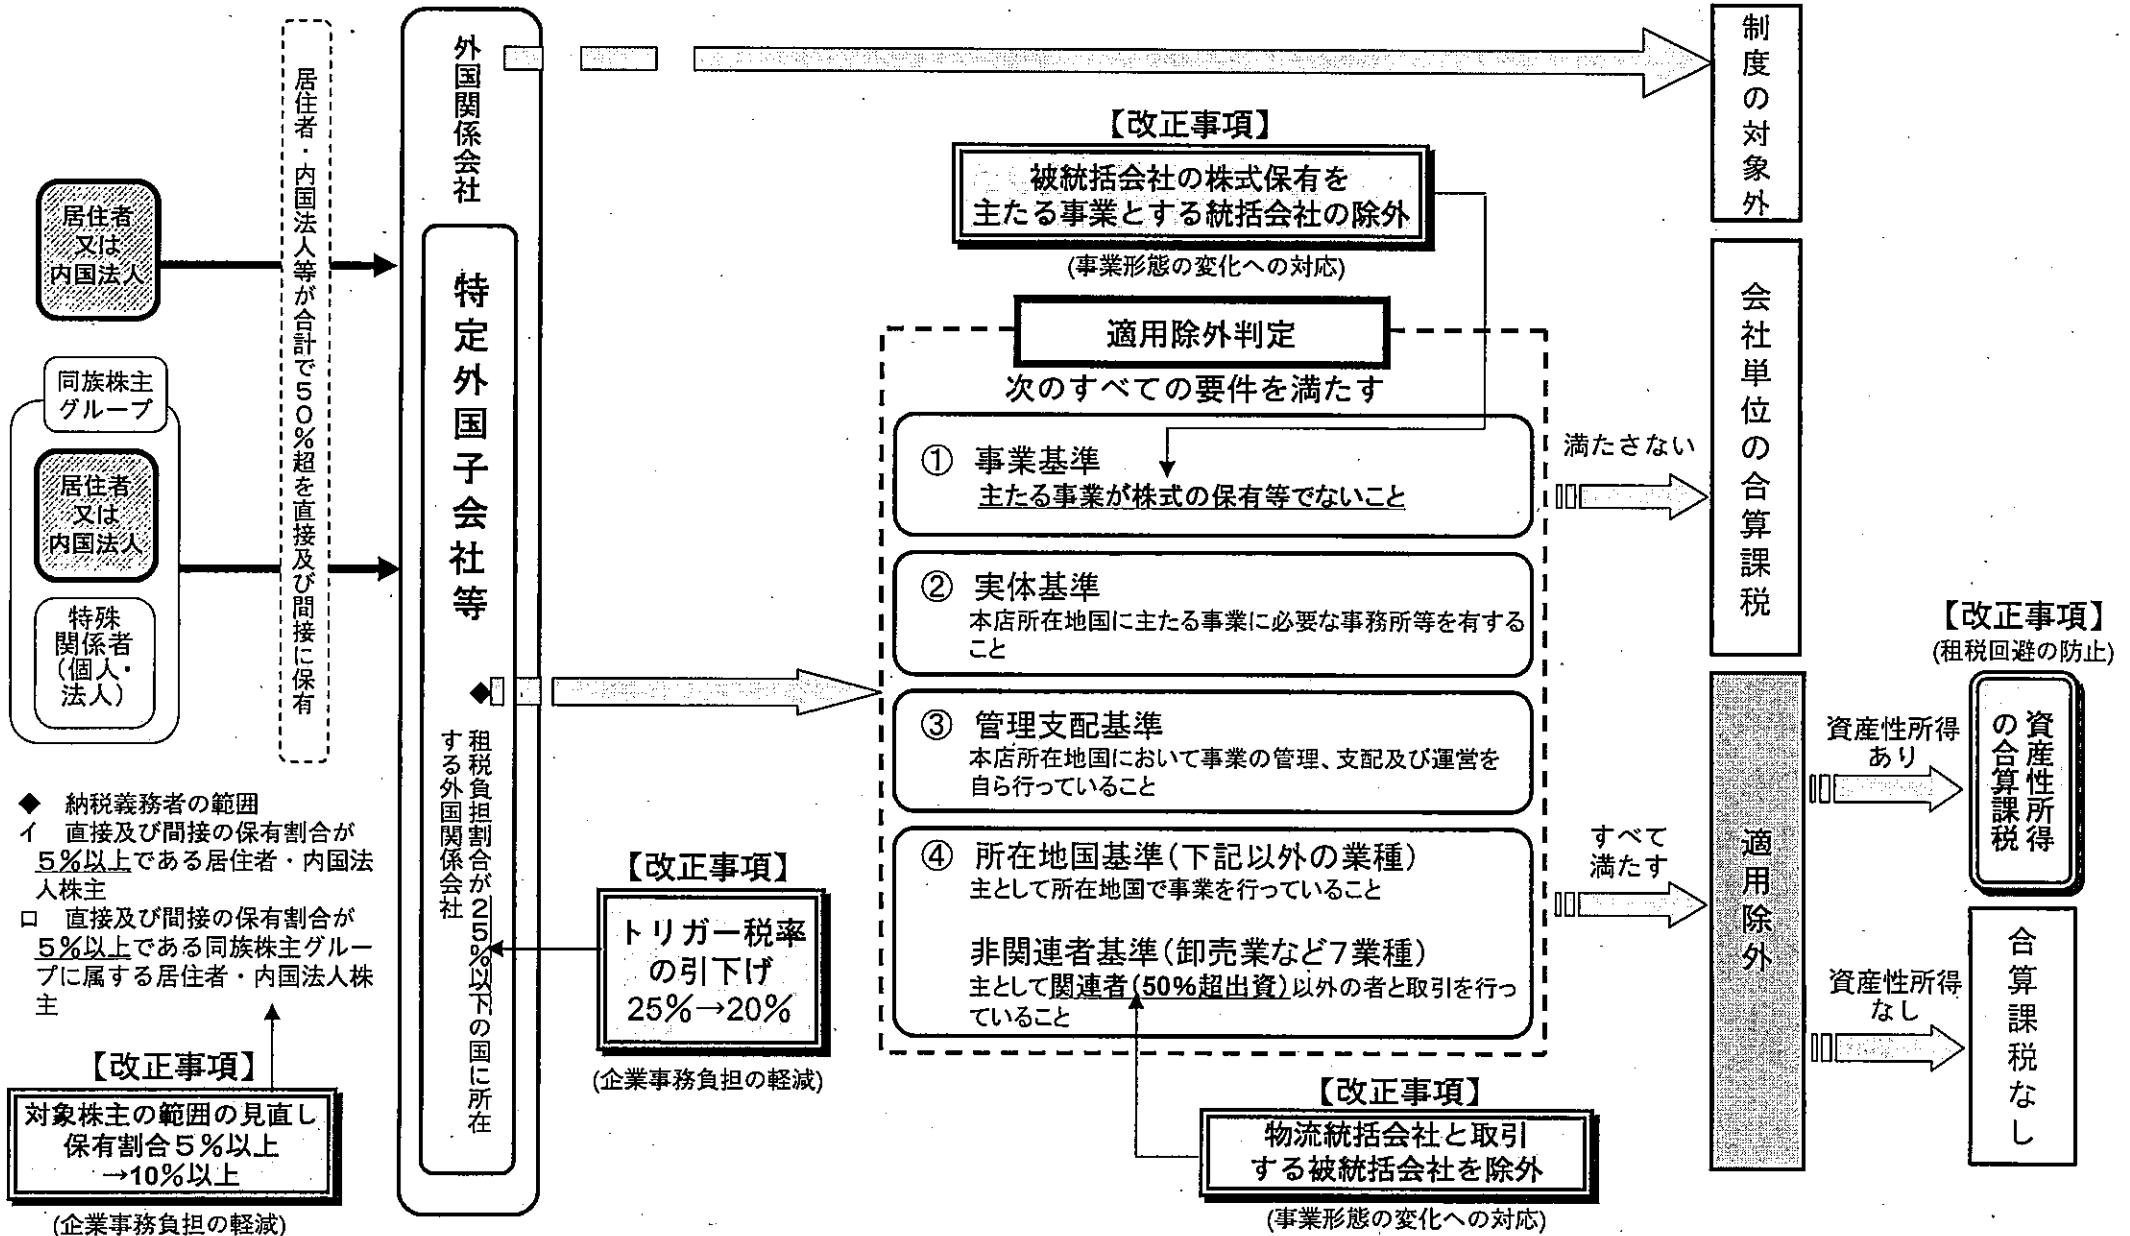 居住者
又は
内国法人
同族株主
グループ
居住者
又は
内国法人
特殊
関係者
(個人・
法人)
居住者・内国法人等が合計で50%超を直接及び間接に保有
◆ 納税義務者の範囲
イ 直接及び間接の保有割合が
5%以上である居住者・内国法
人株主
ロ 直接及び間接の保有割合が
5%以上である同族株主グルー
プに属する居住者・内国法人株
主
【改正事項】
対象株主の範囲の見直し
保有割合5%以上
→10%以上
(企業事務負担の軽減)
外国関係会社
特定外国子会社等
◆
租税負担割合が25%以下の国に所在
する外国関係会社
【改正事項】
トリガー税率
の引下げ
25%→20%
(企業事務負担の軽減)
【改正事項】
被統括会社の株式保有を
主たる事業とする統括会社の除外
(事業形態の変化への対応)
適用除外判定
次のすべての要件を満たす
① 事業基準
主たる事業が株式の保有等でないこと
② 実体基準
本店所在地国に主たる事業に必要な事務所等を有する
こと
③ 管理支配基準
本店所在地国において事業の管理、支配及び運営を
自ら行っていること
④ 所在地国基準(下記以外の業種)
主として所在地国で事業を行っていること
非関連者基準(卸売業など7業種)
主として関連者(50%超出資)以外の者と取引を行っ
ていること
【改正事項】
物流統括会社と取引
する被統括会社を除外
(事業形態の変化への対応)
満たさない
すべて
満たす
制度の対象外
会社単位の合算課税
適用除外
資産性所得
あり
資産性所得
なし
【改正事項】
(租税回避の防止)
資産性所得
の合算課税
合算課税なし